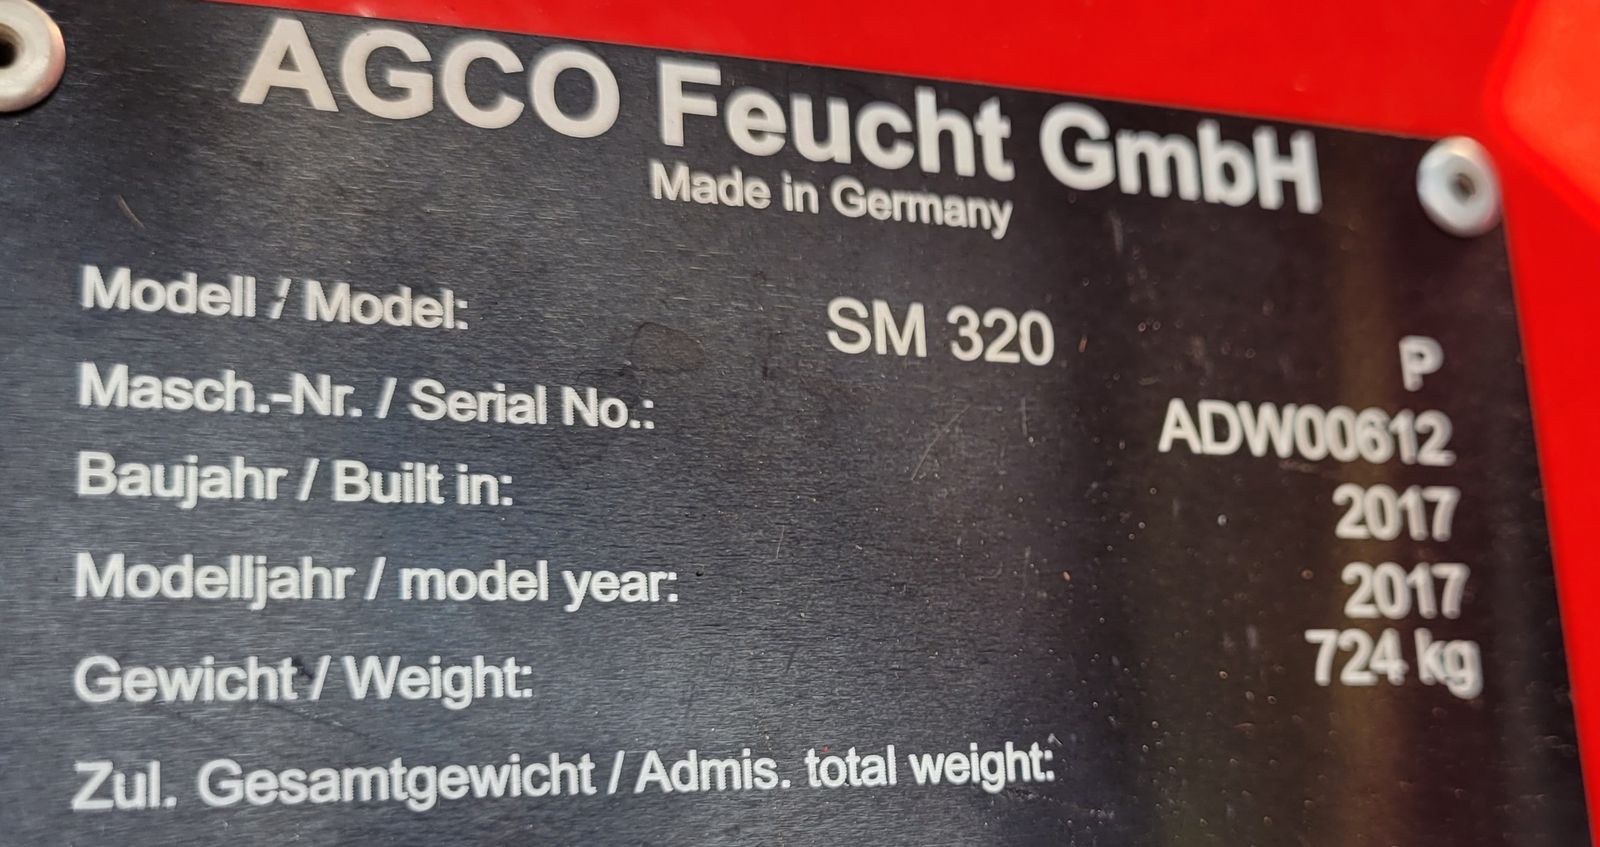 AGCO Feucht GmbH
Made in Germany
Modell / Model: SM 320 P
Masch.-Nr. / Serial No.: ADW00612
Baujahr / Built in: 2017
Modelljahr / model year: 2017
Gewicht / Weight: 724 kg
Zul. Gesamtgewicht / Admis. total weight: